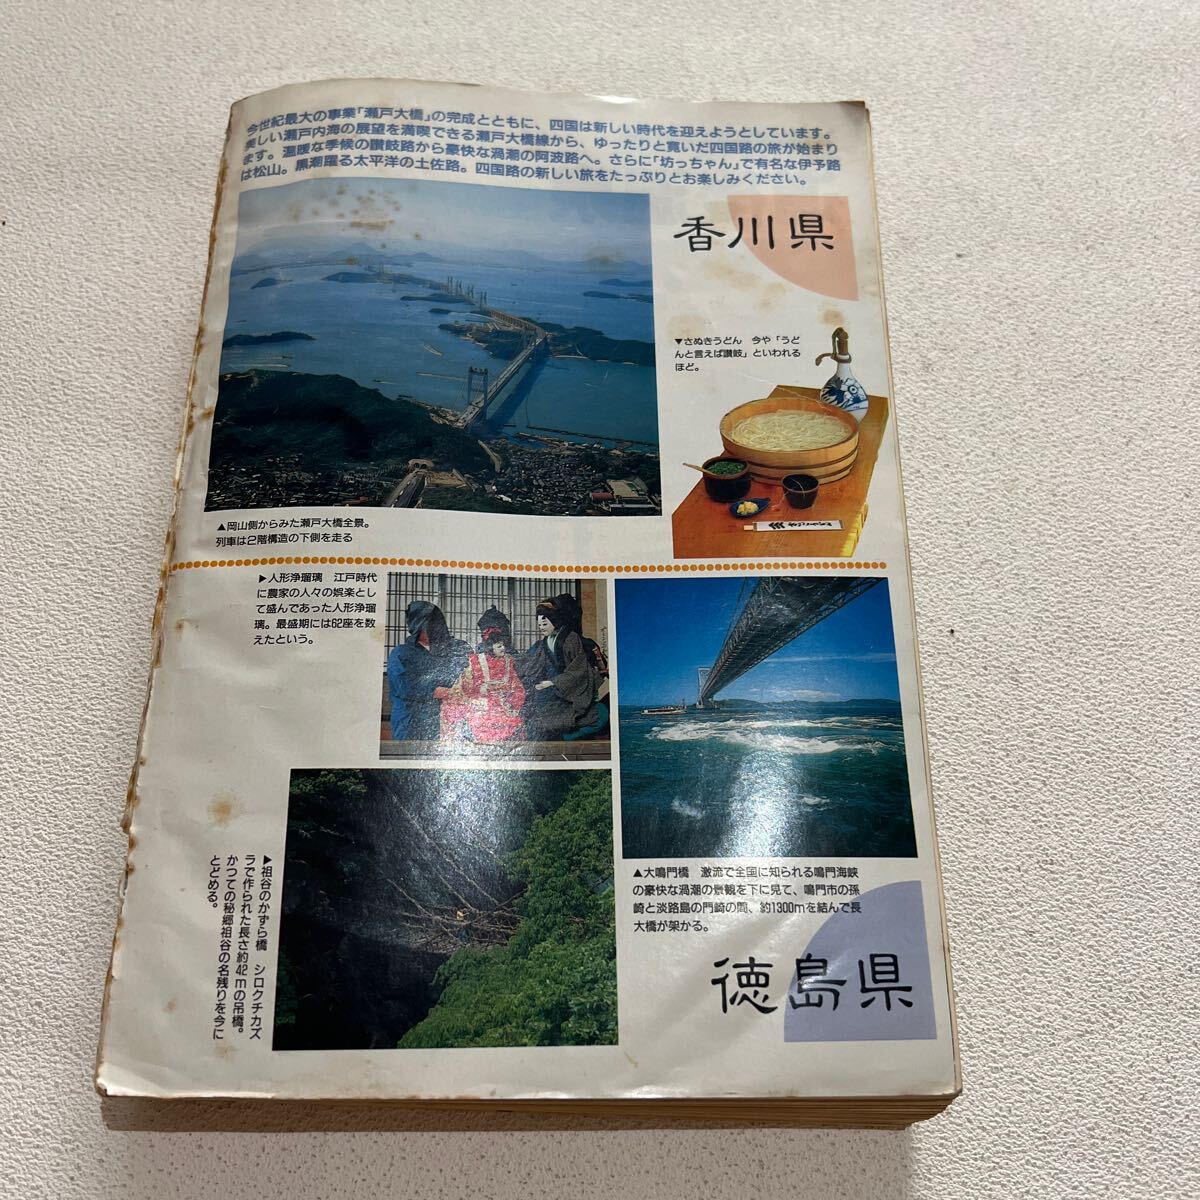 今世紀最大の事業「瀬戸大橋」の完成とともに、四国は新しい時代を迎えようとしています。
美しい瀬戸内海の展望を満喫できる瀬戸大橋線から、ゆったりと寛いだ四国路の旅が始まり
ます。温暖な季候の讃岐路から豪快な渦潮の阿波路へ。さらに「坊っちゃん」で有名な伊予路
は松山。黒潮躍る太平洋の土佐路。四国路の新しい旅をたっぷりとお楽しみください。
香川県
▼さぬきうどん 今や「うど
んと言えば讃岐」といわれる
ほど。
▲岡山側からみた瀬戸大橋全景。
列車は2階構造の下側を走る
▶人形浄瑠璃 江戸時代
に農家の人々の娯楽とし
て盛んであった人形浄瑠
璃。最盛期には62座を数
えたという。
▲大鳴門橋 激流で全国に知られる鳴門海峡
の豪快な渦潮の景観を下に見て、鳴門市の孫
崎と淡路島の門崎の間、約1300mを結んで長
大橋が架かる。
▶祖谷のかずら橋 シロクチカズ
ラで作られた長さ約42mの吊橋。
かつての秘郷祖谷の名残りを今に
とどめる。
徳島県